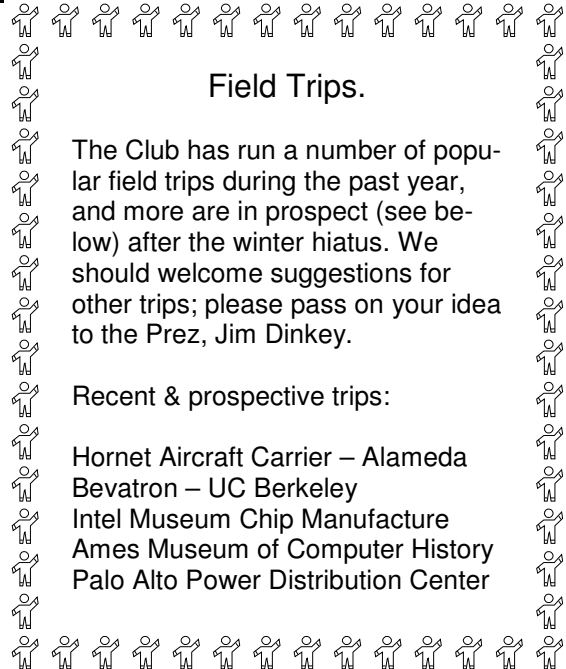 Field Trips.
The Club has run a number of popu-
lar field trips during the past year,
and more are in prospect (see be-
low) after the winter hiatus. We
should welcome suggestions for
other trips; please pass on your idea
to the Prez, Jim Dinkey.
Recent & prospective trips:
Hornet Aircraft Carrier – Alameda
Bevatron – UC Berkeley
Intel Museum Chip Manufacture
Ames Museum of Computer History
Palo Alto Power Distribution Center